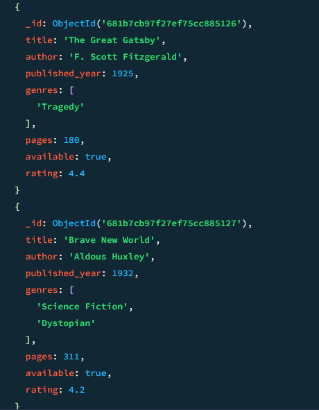 {
_id: ObjectId('681b7cb97f27ef75cc885126'),
title: 'The Great Gatsby',
author: 'F. Scott Fitzgerald',
published_year: 1925,
genres: [
'Tragedy'
],
pages: 180,
available: true,
rating: 4.4
}
{
_id: ObjectId('681b7cb97f27ef75cc885127'),
title: 'Brave New World',
author: 'Aldous Huxley',
published_year: 1932,
genres: [
'Science Fiction',
'Dystopian'
],
pages: 311,
available: true,
rating: 4.2
}